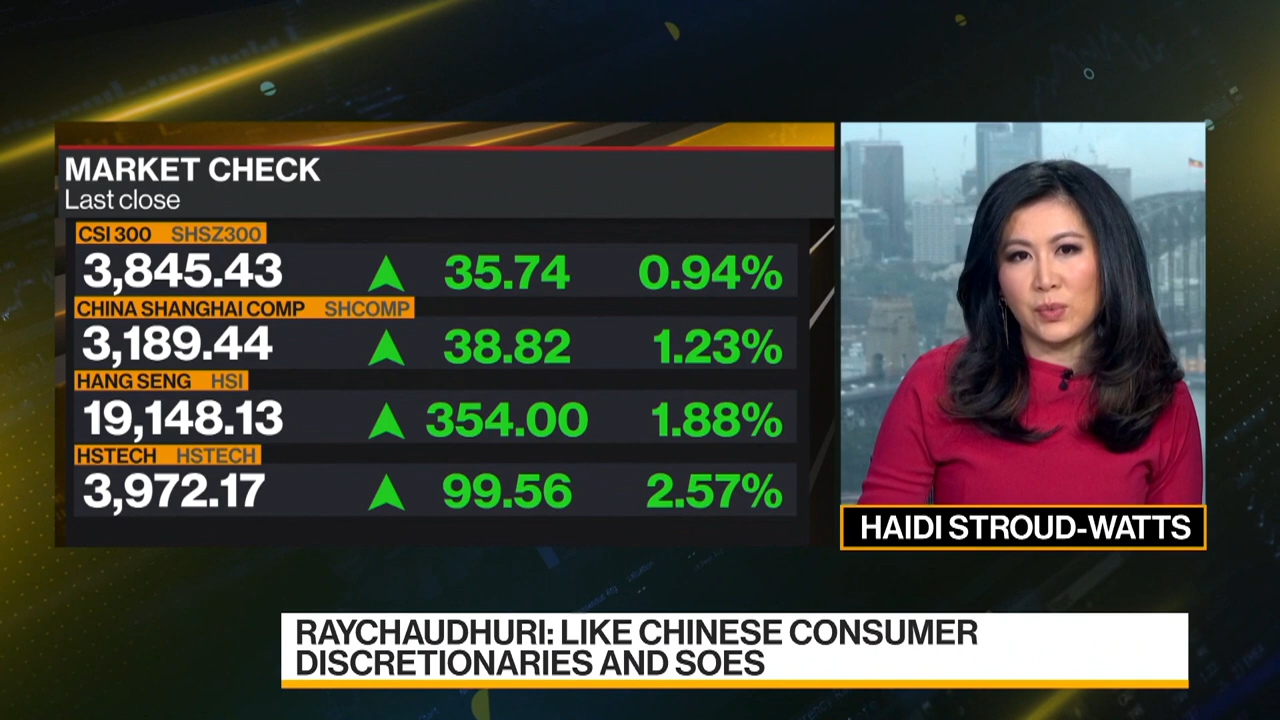 MARKET CHECK
Last close
CSI 300 SHSZ300
3,845.43 35.74 0.94%
CHINA SHANGHAI COMP SHCOMP
3,189.44 38.82 1.23%
HANG SENG HSI
19,148.13 354.00 1.88%
HSTECH HSTECH
3,972.17 99.56 2.57%
HAIDI STROUD-WATTS
RAYCHAUDHURI: LIKE CHINESE CONSUMER
DISCRETIONARIES AND SOES